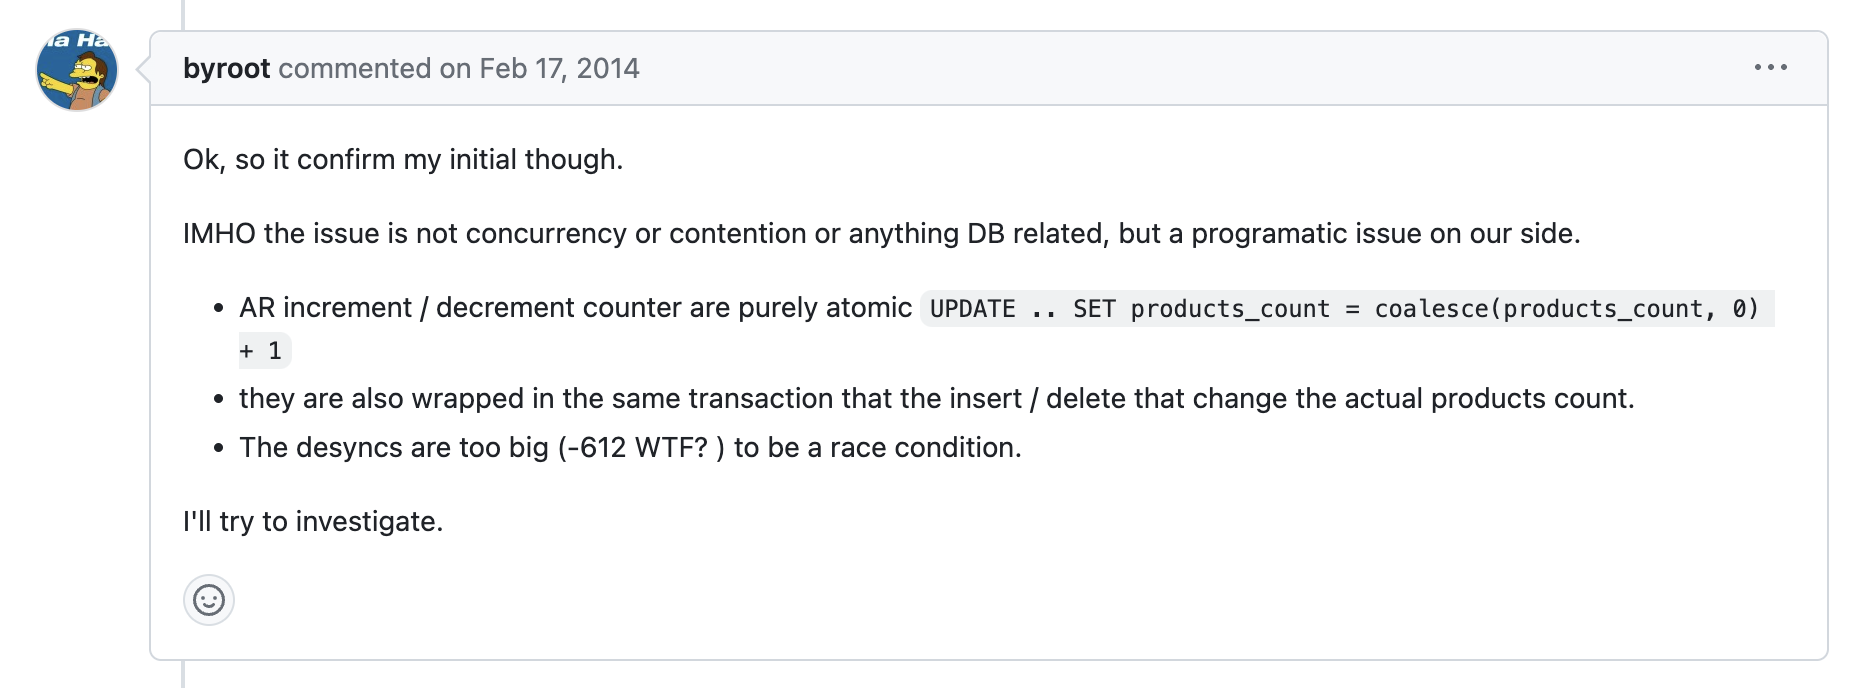 la Ha
byroot commented on Feb 17, 2014
Ok, so it confirm my initial though.
IMHO the issue is not concurrency or contention or anything DB related, but a programatic issue on our side.
• AR increment / decrement counter are purely atomic UPDATE .. SET products_count = coalesce(products_count, 0)
+ 1
• they are also wrapped in the same transaction that the insert / delete that change the actual products count.
• The desyncs are too big (-612 WTF? ) to be a race condition.
I'll try to investigate.